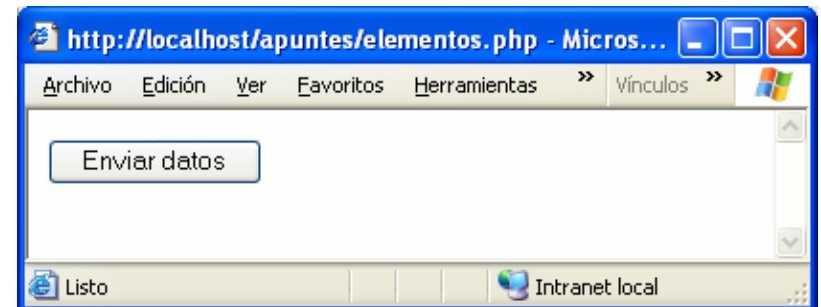 http://localhost/apuntes/elementos.php - Micros...
Archivo Edición Ver Favoritos Herramientas » Vínculos »
Enviar datos
Listo Intranet local